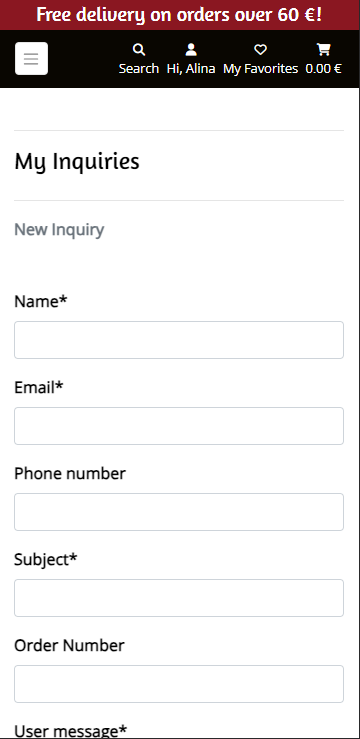 Free delivery on orders over 60 €!
Search Hi, Alina My Favorites 0.00 €
My Inquiries
New Inquiry
Name*
Email*
Phone number
Subject*
Order Number
User message*